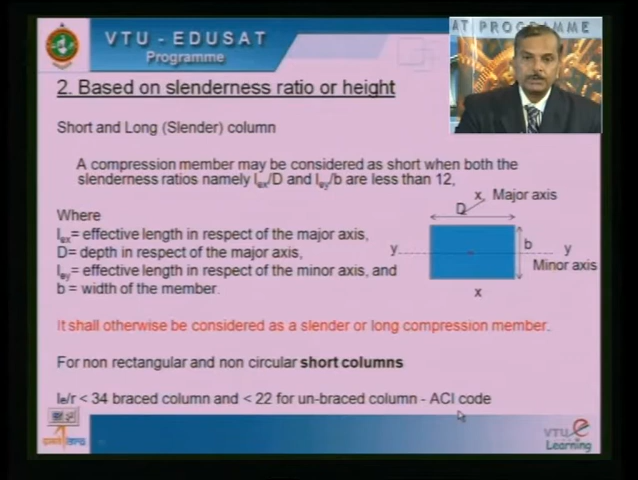 VTU - EDUSAT
Programme
AT PROGRAMME
2. Based on slenderness ratio or height
Short and Long (Slender) column
A compression member may be considered as short when both the
slenderness ratios namely lex/D and ley/b are less than 12,
Where
lex= effective length in respect of the major axis,
D= depth in respect of the major axis,
ley= effective length in respect of the minor axis, and
b = width of the member.
x Major axis
D
b
y
y
Minor axis
x
It shall otherwise be considered as a slender or long compression member.
For non rectangular and non circular short columns
le/r < 34 braced column and < 22 for un-braced column - ACI code
VTU e
Learning